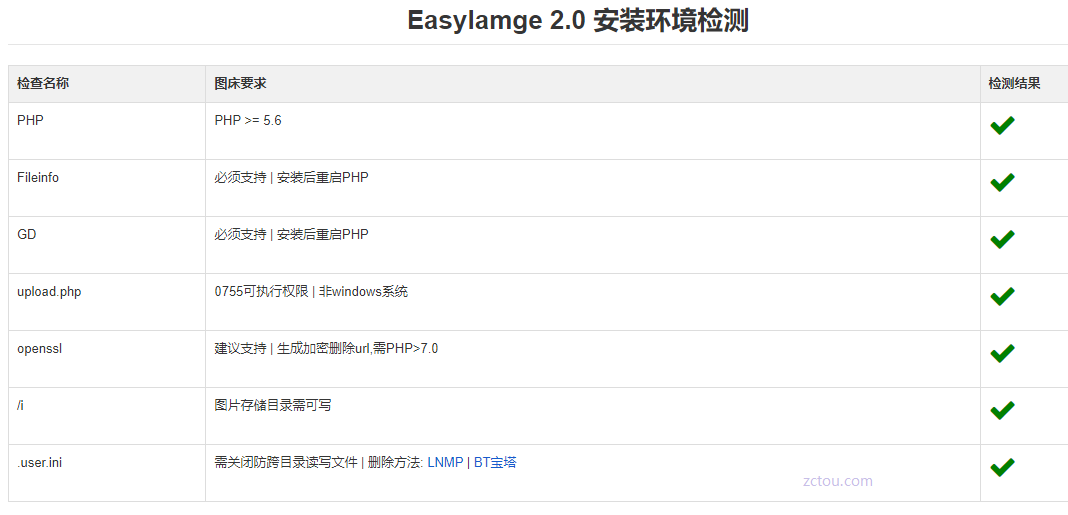 EasyIamge 2.0 安装环境检测
检查名称 图床要求 检测结果
PHP PHP >= 5.6
Fileinfo 必须支持 | 安装后重启PHP
GD 必须支持 | 安装后重启PHP
upload.php 0755可执行权限 | 非windows系统
openssl 建议支持 | 生成加密删除url,需PHP>7.0
/i 图片存储目录需可写
.user.ini 需关闭防跨目录读写文件 | 删除方法: LNMP | BT宝塔
zctou.com